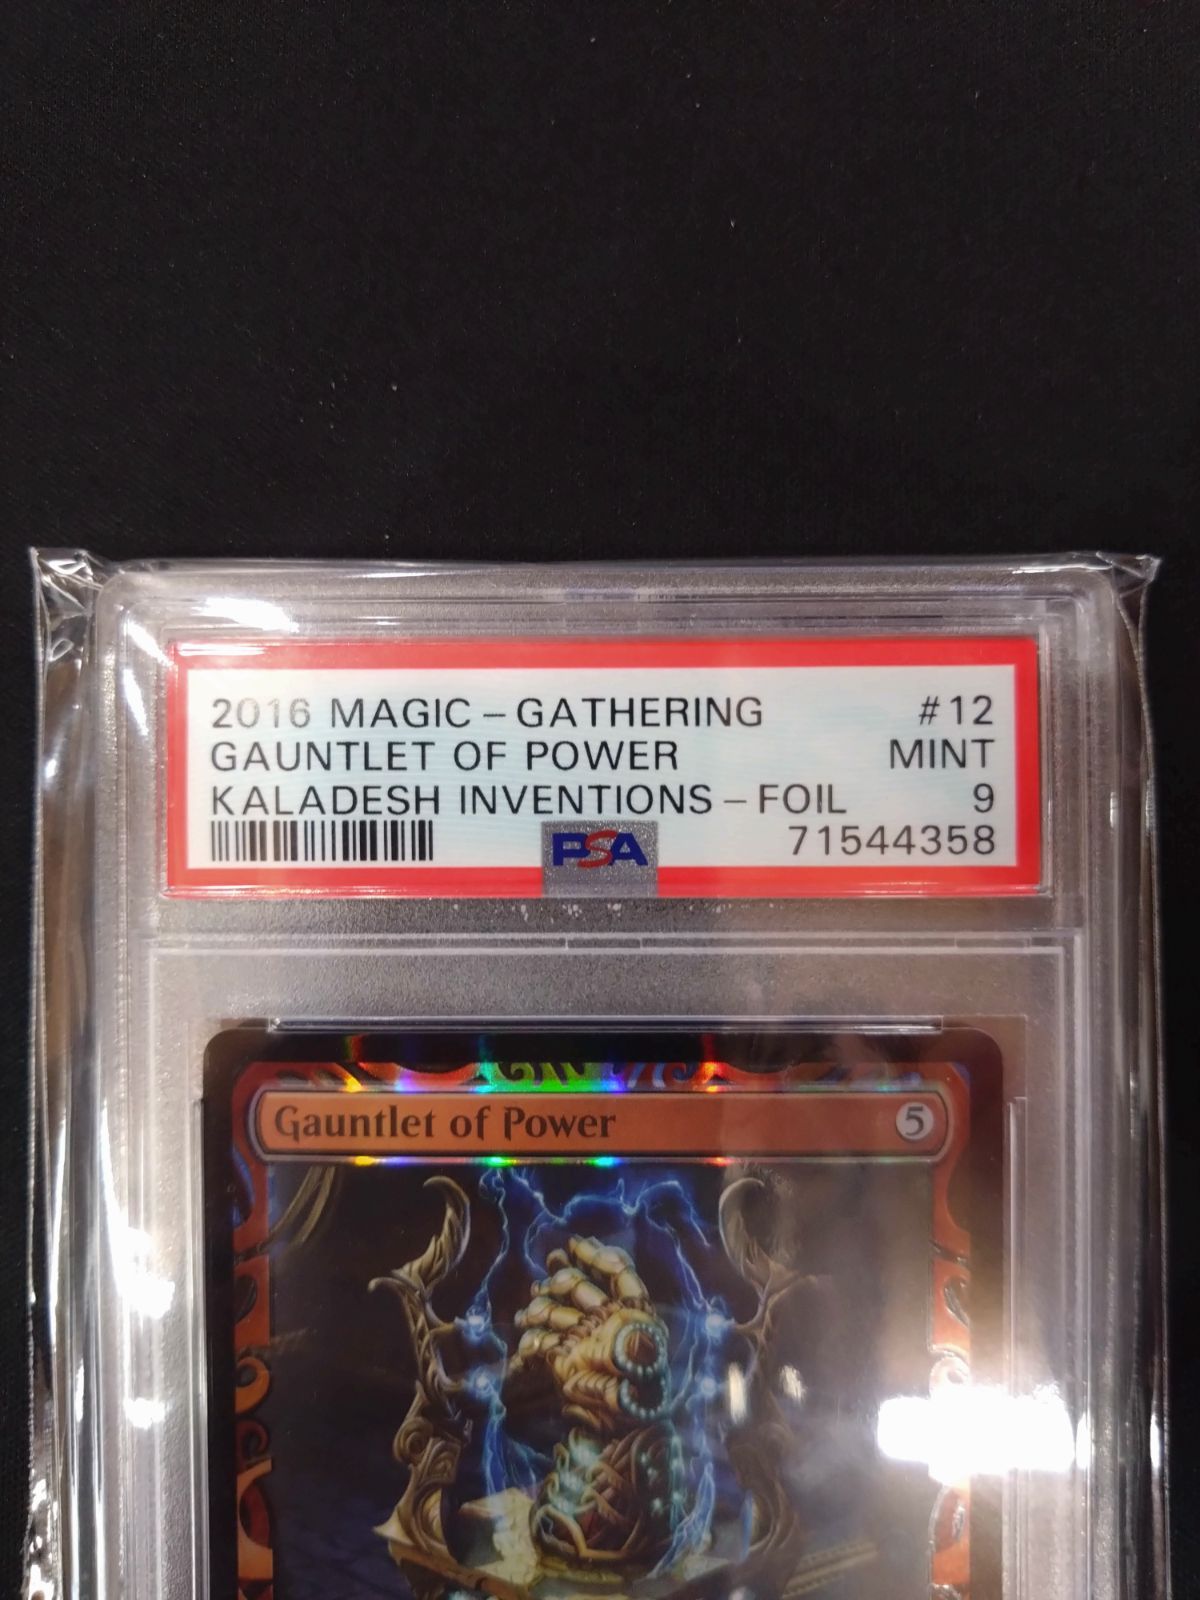 2016 MAGIC – GATHERING #12
GAUNTLET OF POWER MINT
KALADESH INVENTIONS – FOIL 9
PSA 71544358
Gauntlet of Power 5